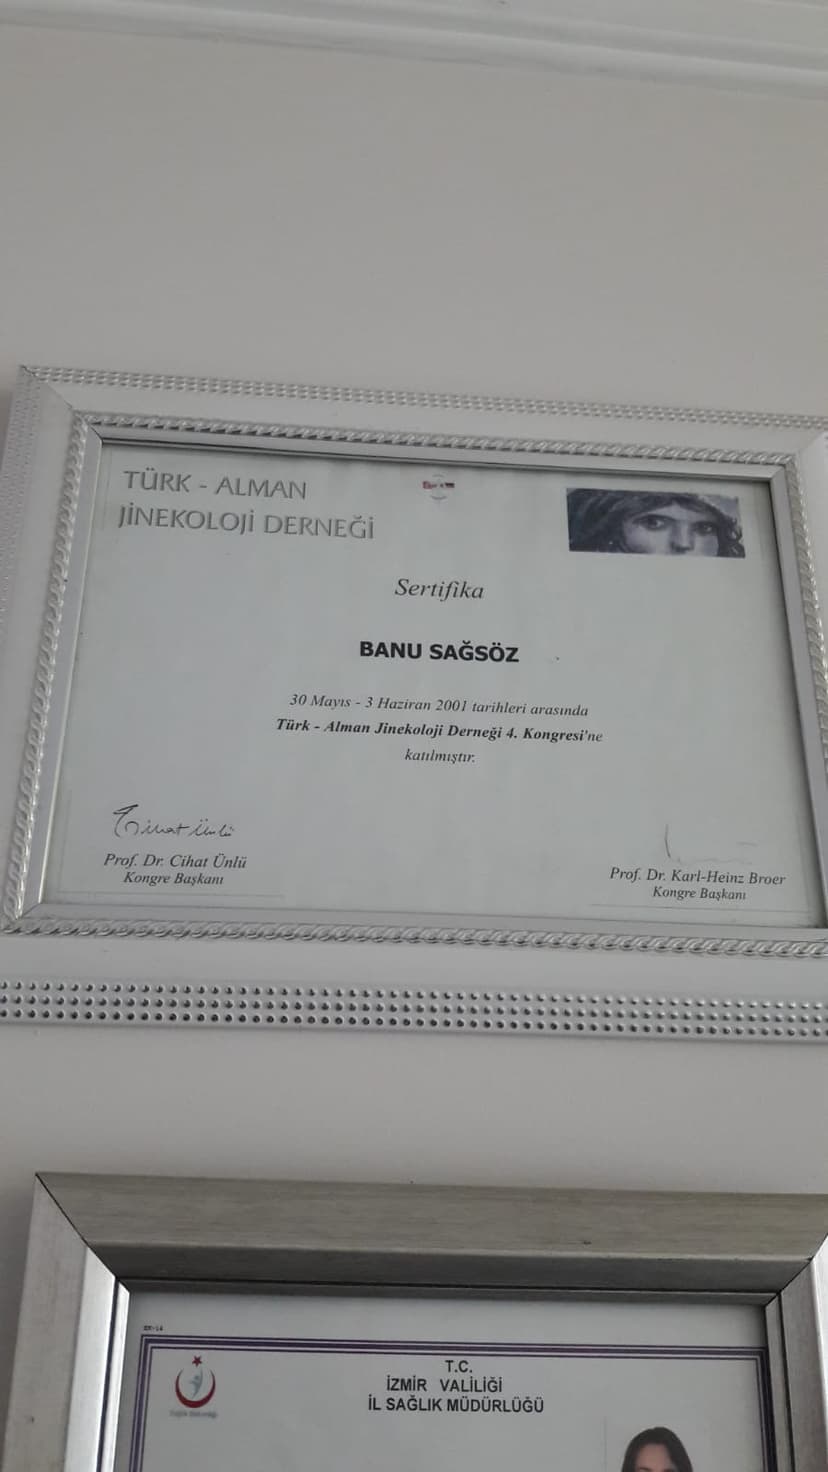 TÜRK - ALMAN
JİNEKOLOJİ DERNEĞİ
Sertifika
BANU SAĞSÖZ
30 Mayıs - 3 Haziran 2001 tarihleri arasında
Türk - Alman Jinekoloji Derneği 4. Kongresi'ne
katılmıştır.
Cihat Ünlü
Prof. Dr. Cihat Ünlü
Kongre Başkanı
Prof. Dr. Karl-Heinz Broer
Kongre Başkanı
T.C.
İZMİR VALİLİĞİ
İL SAĞLIK MÜDÜRLÜĞÜ